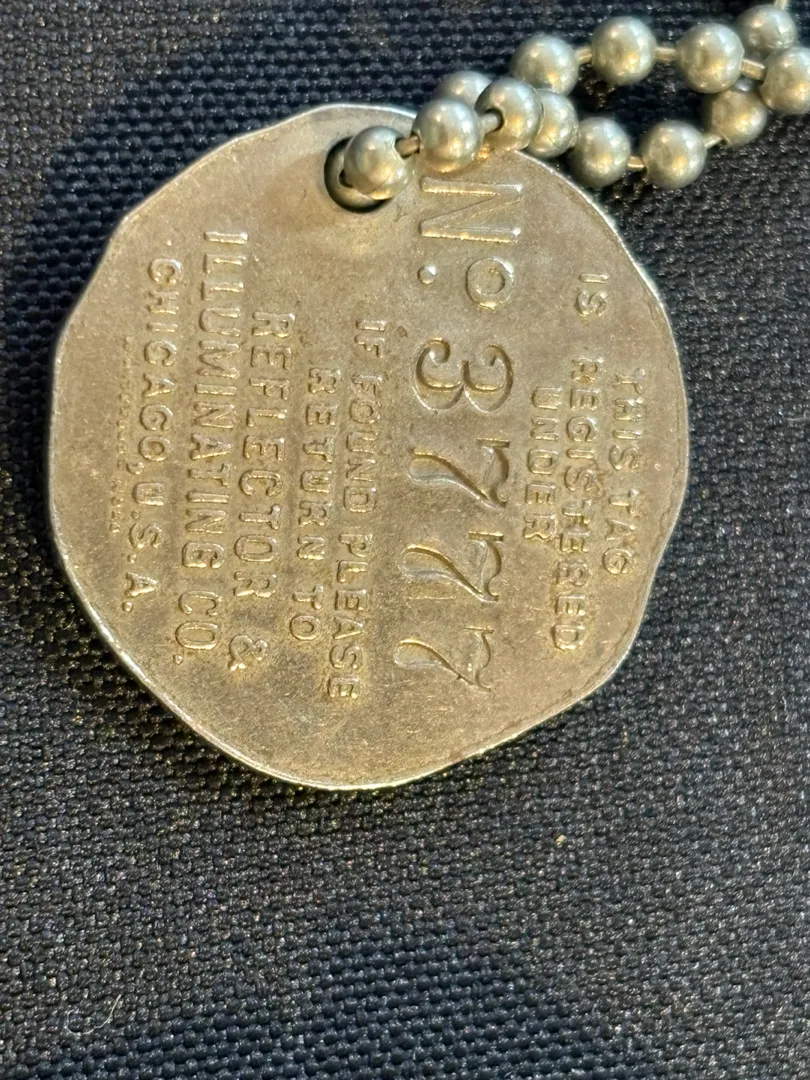 THIS TAG
IS REGISTERED
UNDER
No. 3777
IF FOUND PLEASE
RETURN TO
REFLECTOR &
ILLUMINATING CO.
CHICAGO, U.S.A.